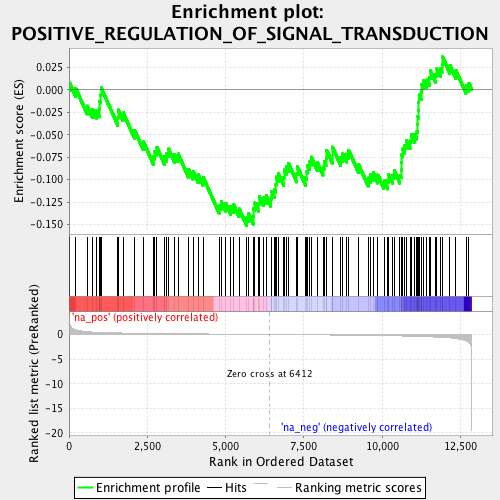 Enrichment plot:
POSITIVE_REGULATION_OF_SIGNAL_TRANSDUCTION
Enrichment score (ES)
0.025
0.000
-0.025
-0.050
-0.075
-0.100
-0.125
-0.150
'na_pos' (positively correlated)
Ranked list metric (PreRanked)
0
-5
-10
-15
-20
Zero cross at 6412
'na_neg' (negatively correlated)
0 2,500 5,000 7,500 10,000 12,500
Rank in Ordered Dataset
Enrichment profile Hits Ranking metric scores